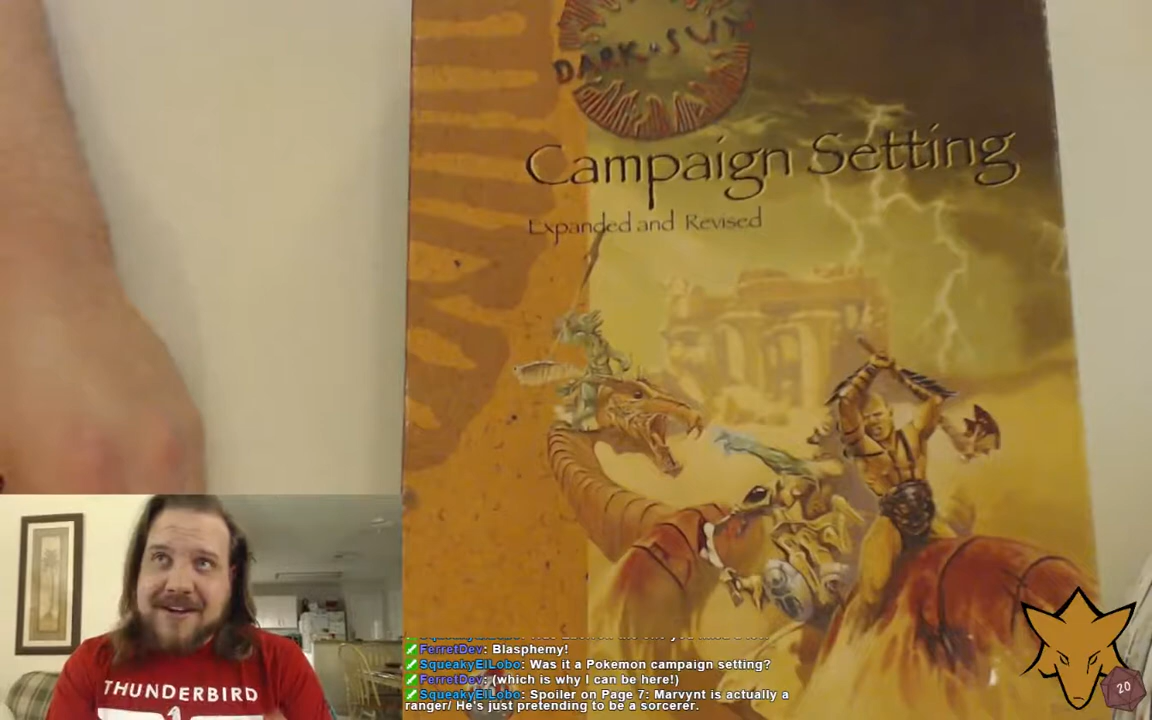 DARK SUN
Campaign Setting
Expanded and Revised
THUNDERBIRD
FerretDev: Blasphemy!
SqueakyElLobo: Was it a Pokemon campaign setting?
FerretDev: (which is why I can be here!)
SqueakyElLobo: Spoiler on Page 7: Marvynt is actually a
ranger/ He's just pretending to be a sorcerer.
20